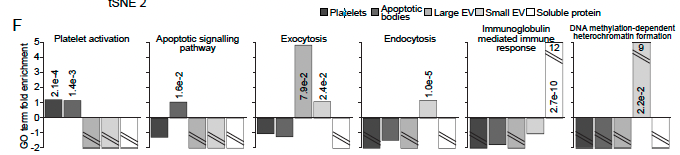 tSNE 2
F
Platelets Apoptotic bodies Large EV Small EV Soluble protein
Platelet activation
Apoptotic signalling pathway
Exocytosis
Endocytosis
Immunoglobulin mediated immune response
DNA methylation-dependent heterochromatin formation
GO term fold enrichment
5
4
3
2
1
0
-1
-2
2.1e-4
1.4e-3
1.6e-2
7.9e-2
2.4e-2
1.0e-5
12
2.7e-10
9
2.2e-2